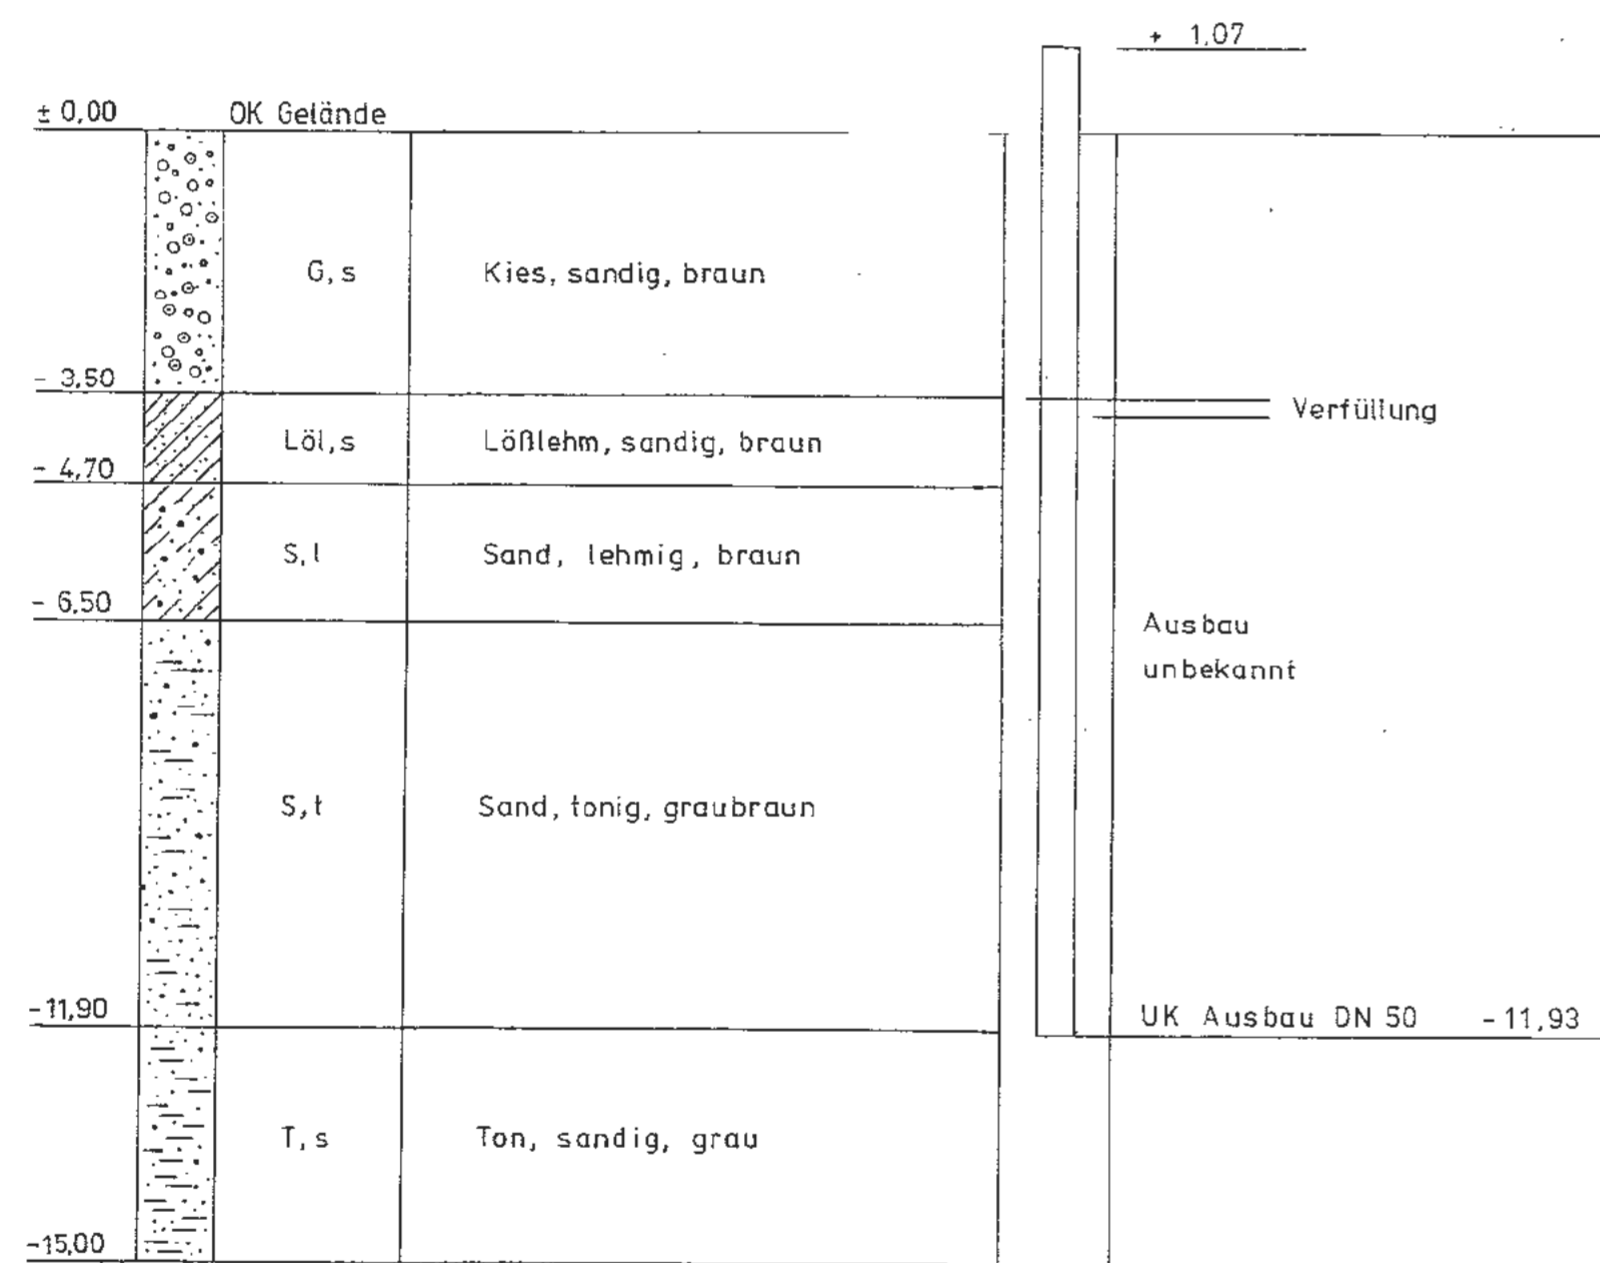 + 1,07
± 0,00 OK Gelände
G,s Kies, sandig, braun
- 3,50
Verfüllung
Löl,s Lößlehm, sandig, braun
- 4,70
S,l Sand, lehmig, braun
- 6,50
Ausbau
unbekannt
S,t Sand, tonig, graubraun
-11,90
UK Ausbau DN 50 - 11,93
T,s Ton, sandig, grau
-15,00